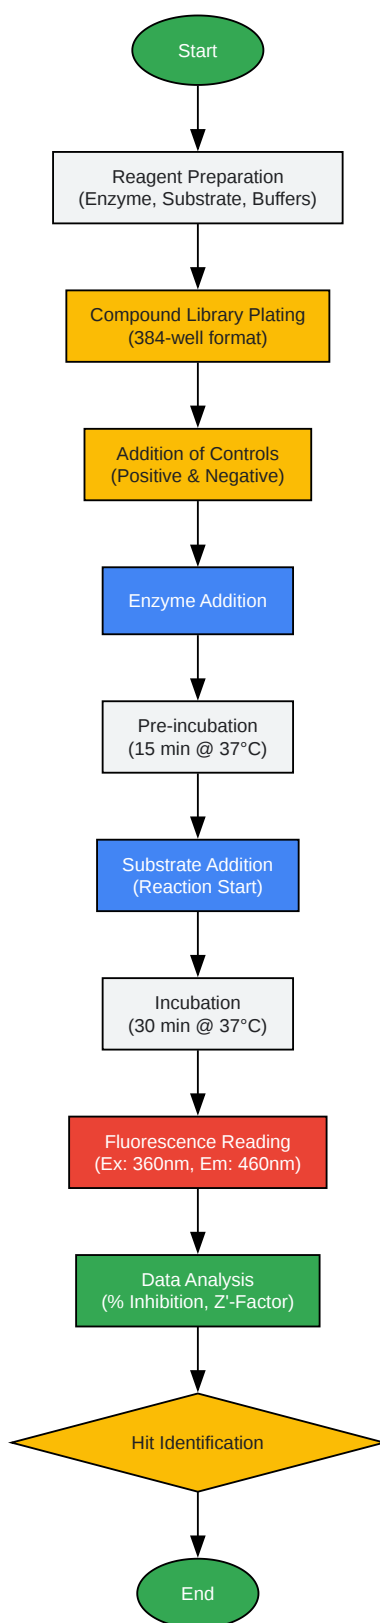 Start
Reagent Preparation
(Enzyme, Substrate, Buffers)
Compound Library Plating
(384-well format)
Addition of Controls
(Positive & Negative)
Enzyme Addition
Pre-incubation
(15 min @ 37°C)
Substrate Addition
(Reaction Start)
Incubation
(30 min @ 37°C)
Fluorescence Reading
(Ex: 360nm, Em: 460nm)
Data Analysis
(% Inhibition, Z'-Factor)
Hit Identification
End